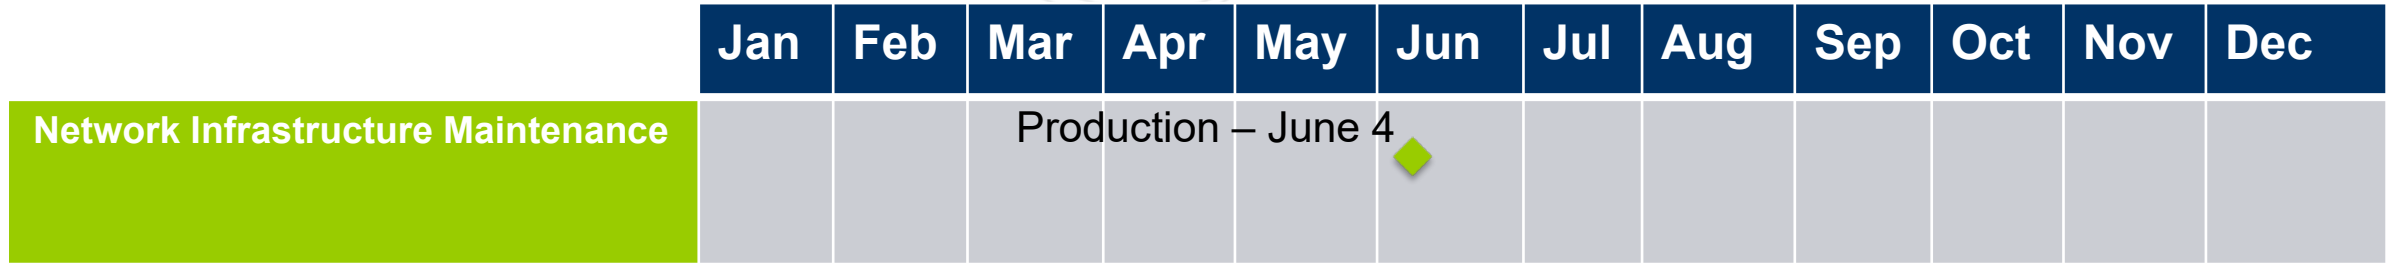 Jan Feb Mar Apr May Jun Jul Aug Sep Oct Nov Dec
Network Infrastructure Maintenance
Production – June 4